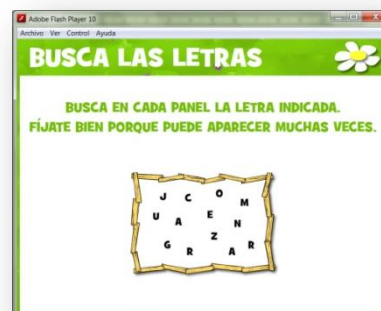 Adobe Flash Player 10
Archivo Ver Control Ayuda
BUSCA LAS LETRAS
BUSCA EN CADA PANEL LA LETRA INDICADA.
FÍJATE BIEN PORQUE PUEDE APARECER MUCHAS VECES.
J C O M
U A E N
Z
G R A R